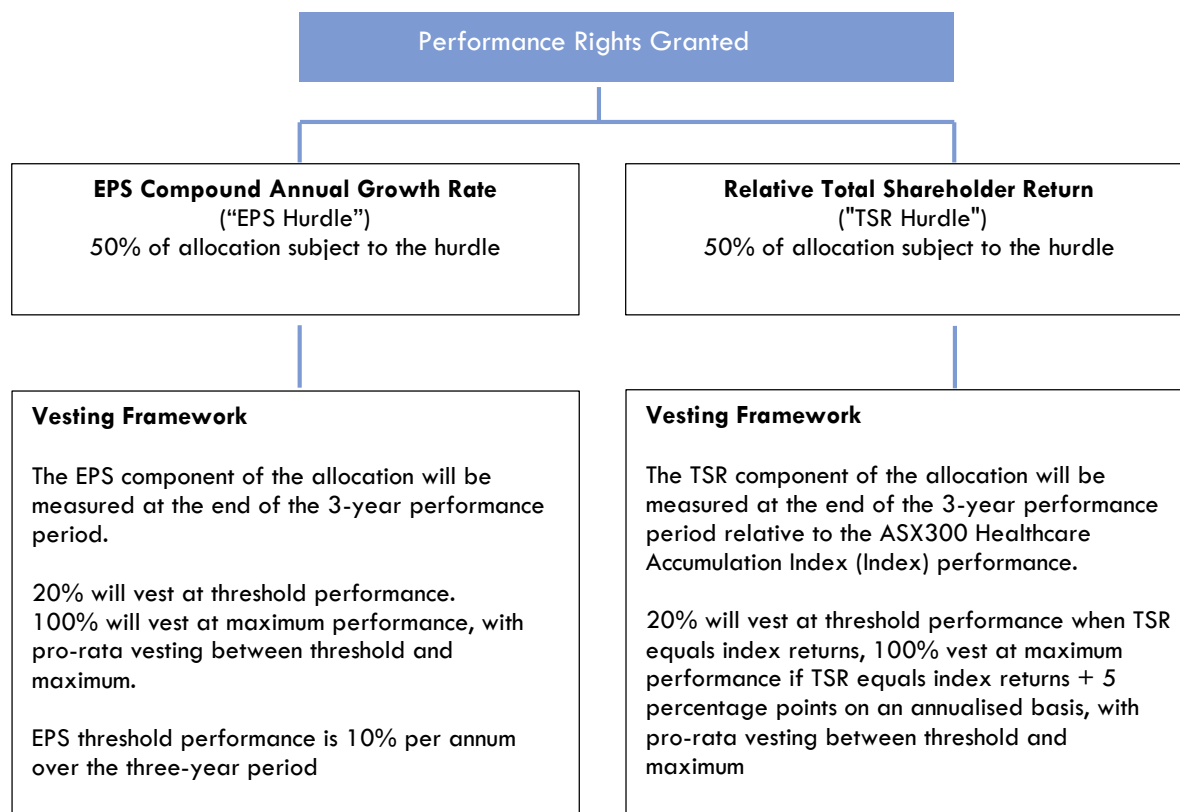 Performance Rights Granted
EPS Compound Annual Growth Rate
(“EPS Hurdle”)
50% of allocation subject to the hurdle
Relative Total Shareholder Return
("TSR Hurdle")
50% of allocation subject to the hurdle
Vesting Framework
The EPS component of the allocation will be
measured at the end of the 3-year performance
period.
20% will vest at threshold performance.
100% will vest at maximum performance, with
pro-rata vesting between threshold and
maximum.
EPS threshold performance is 10% per annum
over the three-year period
Vesting Framework
The TSR component of the allocation will be
measured at the end of the 3-year performance
period relative to the ASX300 Healthcare
Accumulation Index (Index) performance.
20% will vest at threshold performance when TSR
equals index returns, 100% vest at maximum
performance if TSR equals index returns + 5
percentage points on an annualised basis, with
pro-rata vesting between threshold and
maximum